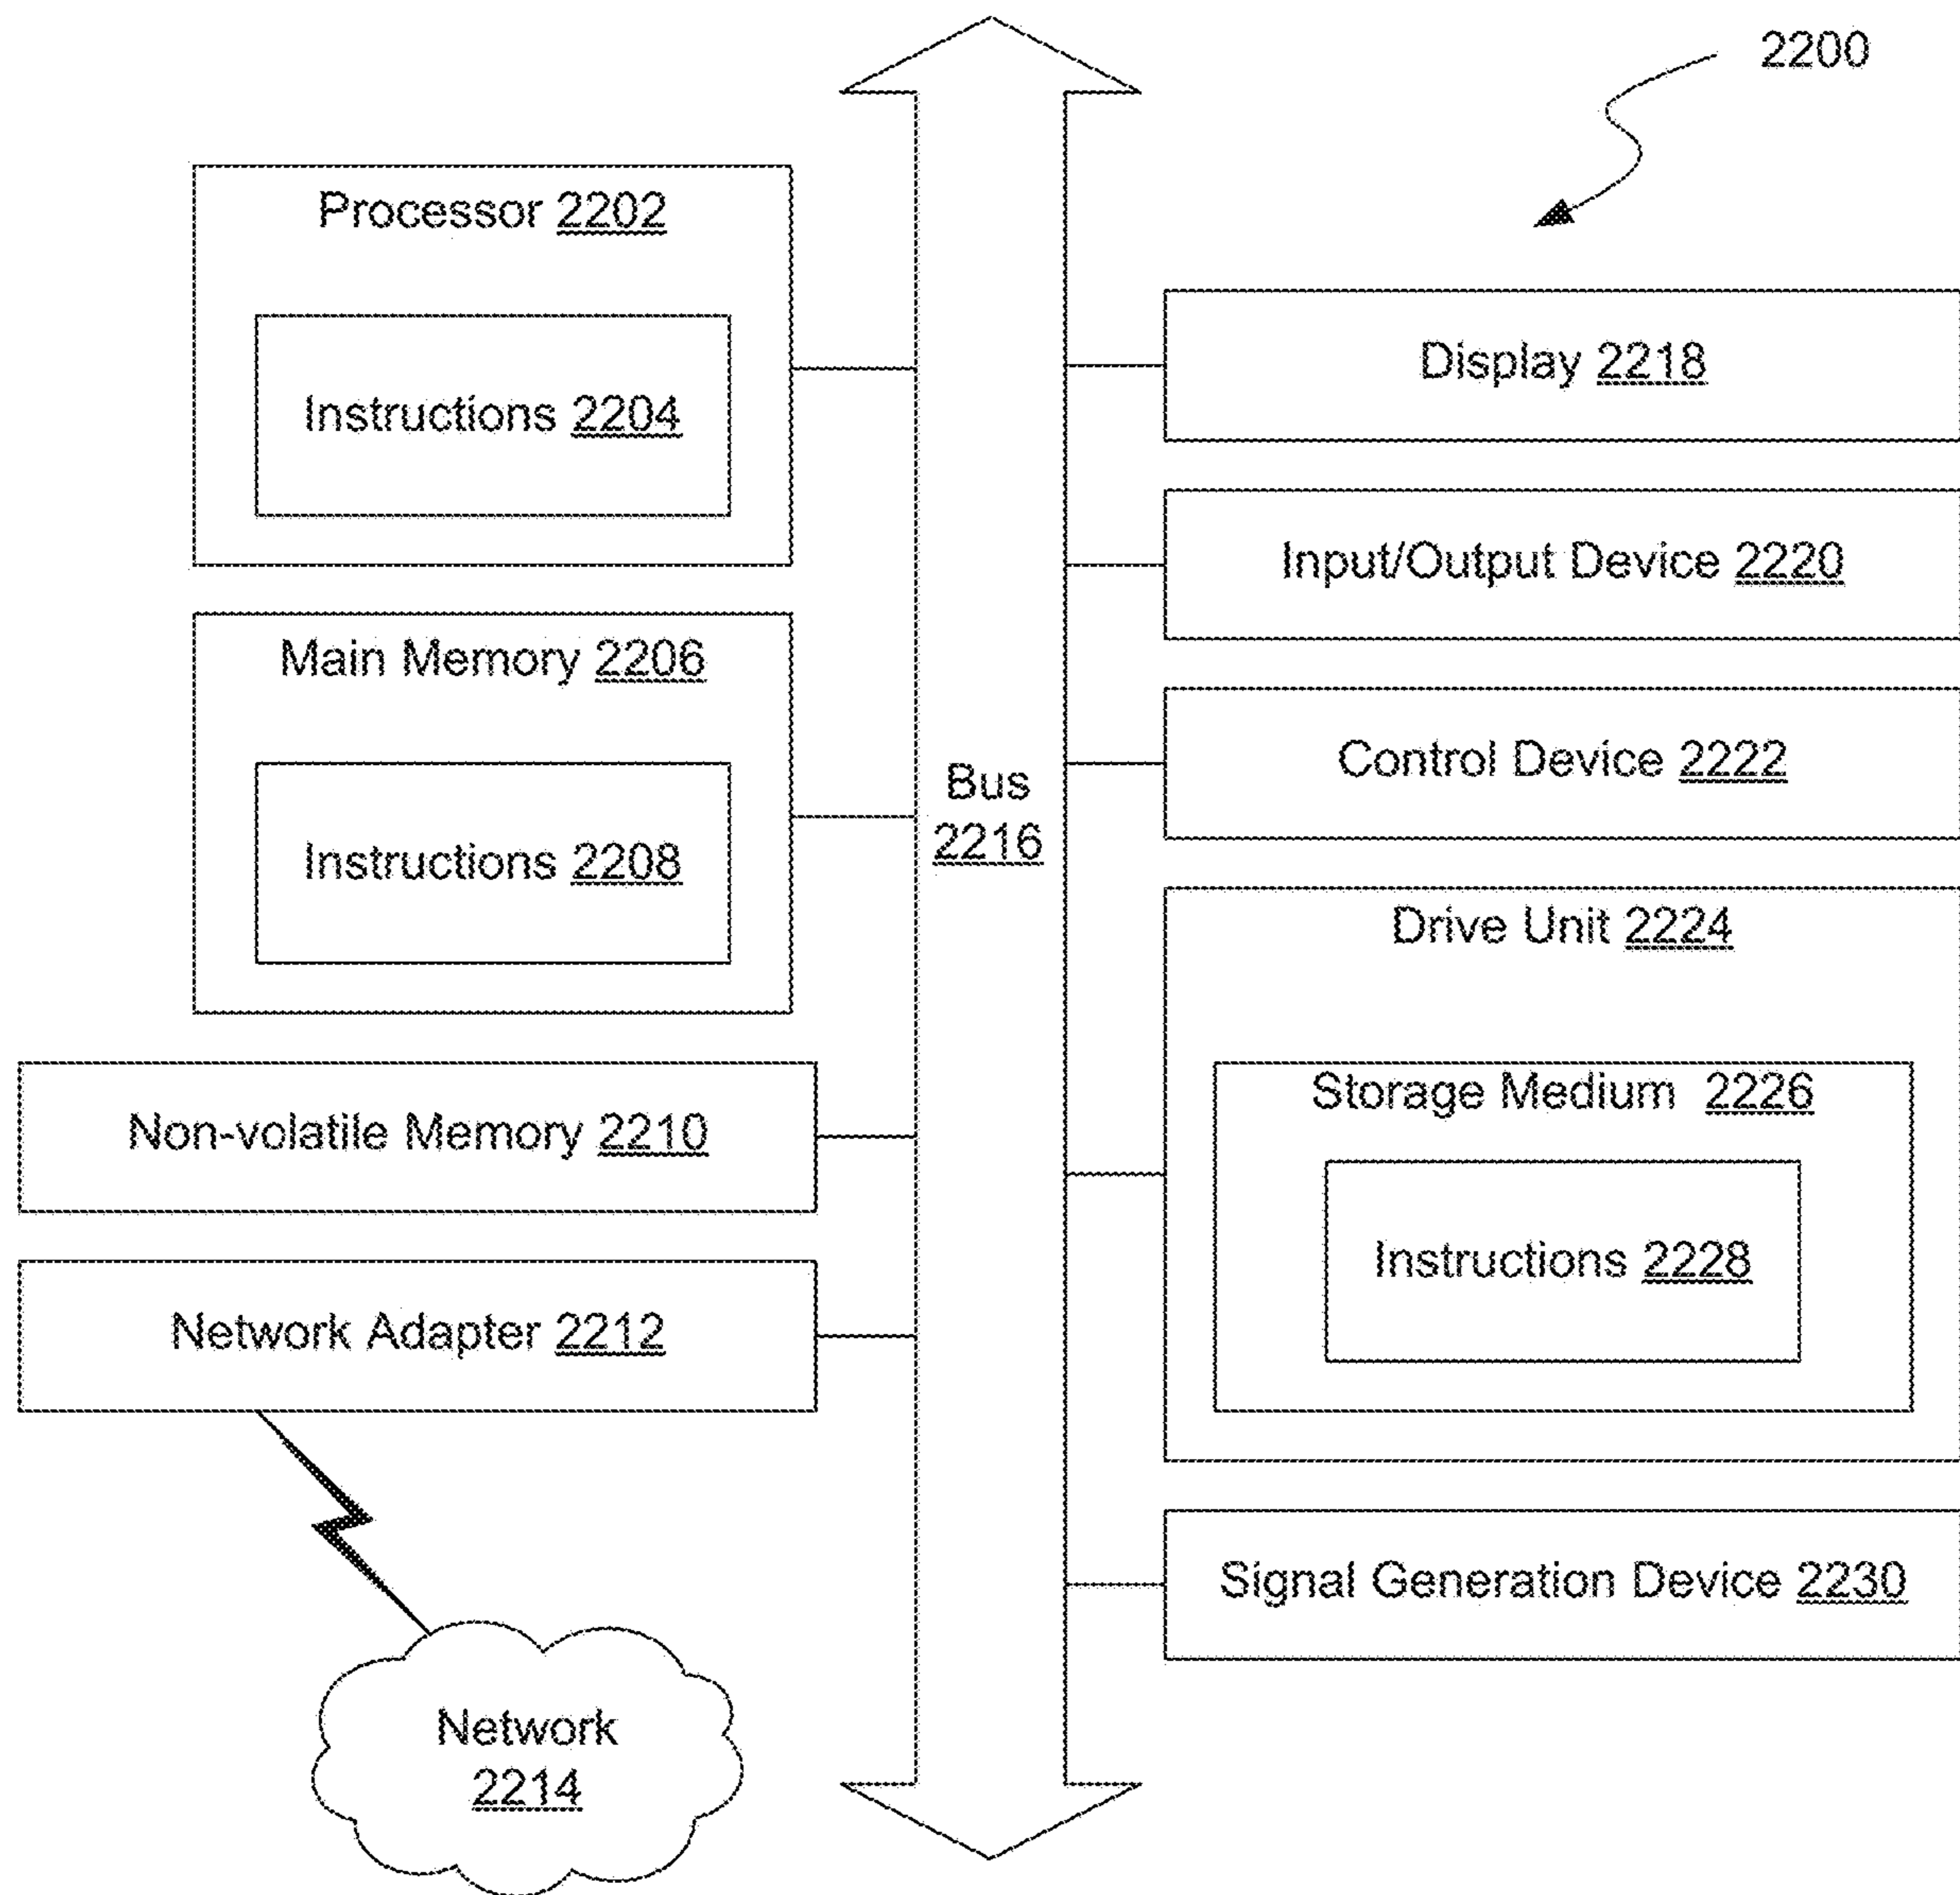 2200
Processor 2202
Instructions 2204
Main Memory 2206
Instructions 2208
Non-volatile Memory 2210
Network Adapter 2212
Network
2214
Bus
2216
Display 2218
Input/Output Device 2220
Control Device 2222
Drive Unit 2224
Storage Medium 2226
Instructions 2228
Signal Generation Device 2230